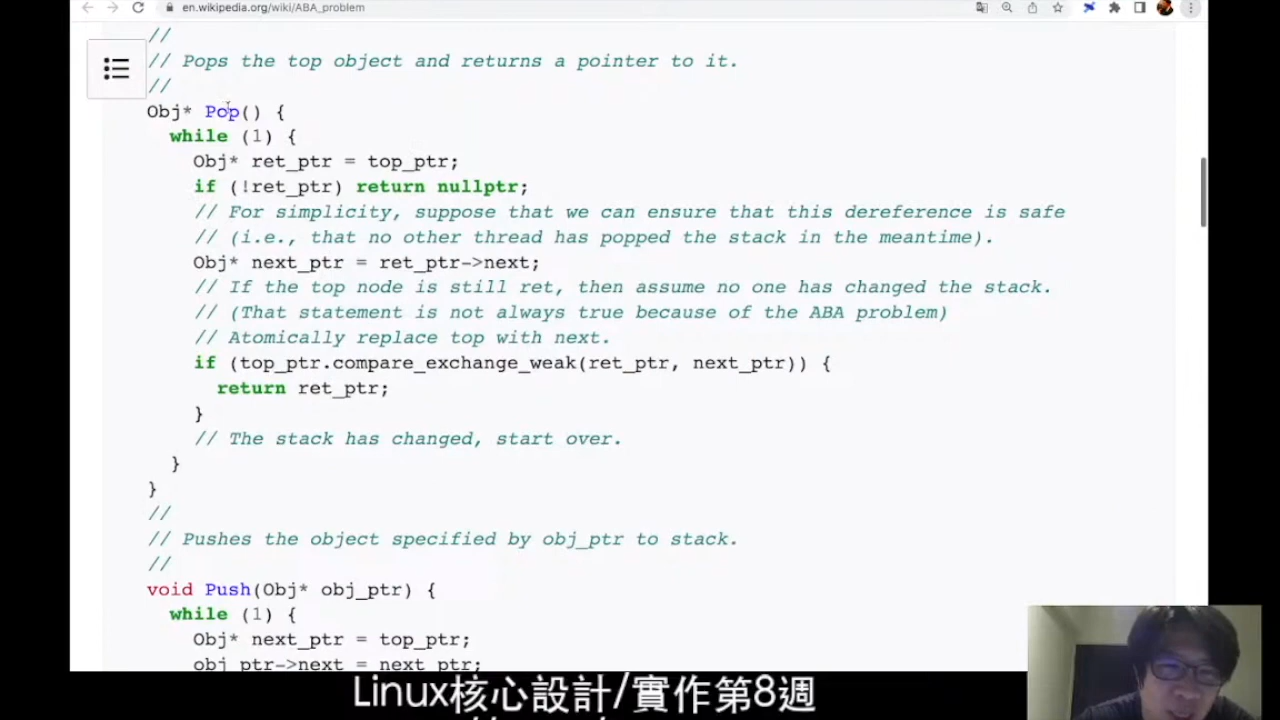 en.wikipedia.org/wiki/ABA_problem
//
// Pops the top object and returns a pointer to it.
//
Obj* Pop() {
while (1) {
Obj* ret_ptr = top_ptr;
if (!ret_ptr) return nullptr;
// For simplicity, suppose that we can ensure that this dereference is safe
// (i.e., that no other thread has popped the stack in the meantime).
Obj* next_ptr = ret_ptr->next;
// If the top node is still ret, then assume no one has changed the stack.
// (That statement is not always true because of the ABA problem)
// Atomically replace top with next.
if (top_ptr.compare_exchange_weak(ret_ptr, next_ptr)) {
return ret_ptr;
}
// The stack has changed, start over.
}
}
//
// Pushes the object specified by obj_ptr to stack.
//
void Push(Obj* obj_ptr) {
while (1) {
Obj* next_ptr = top_ptr;
obj_ptr->next = next_ptr;
Linux核心設計/實作第8週